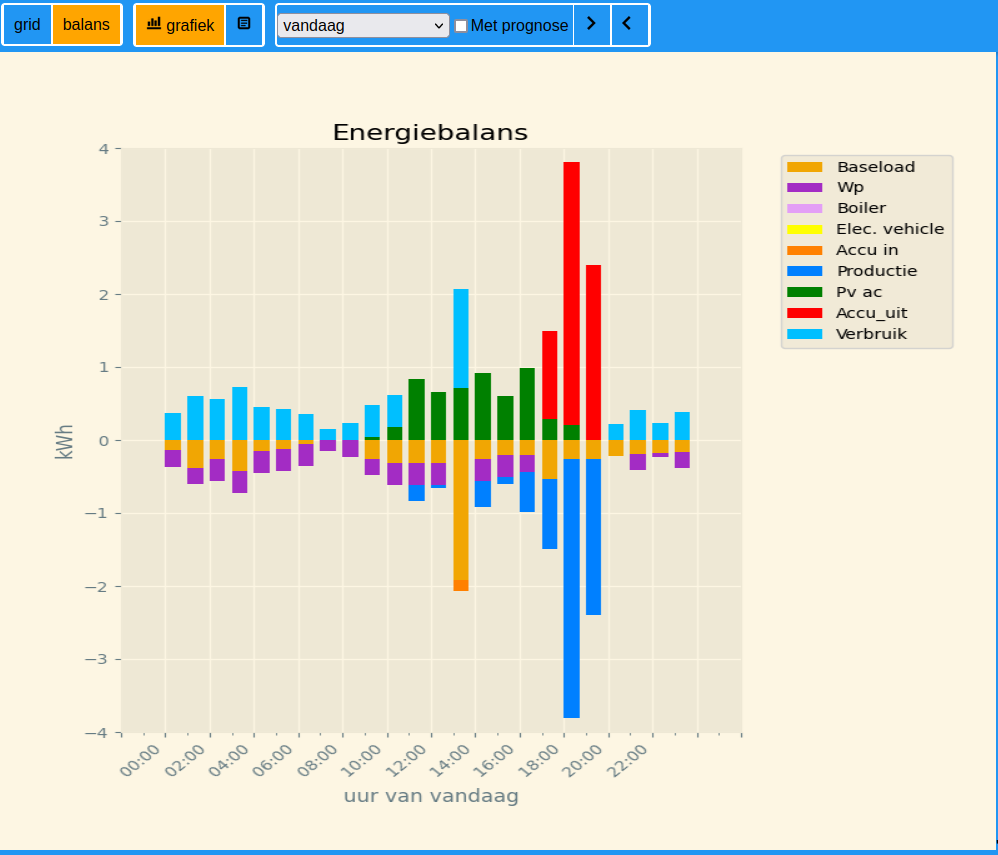 grid balans grafiek vandaag Met prognose
Energiebalans
4
3
2
1
0
−1
−2
−3
−4
kWh
00:00 02:00 04:00 06:00 08:00 10:00 12:00 14:00 16:00 18:00 20:00 22:00
uur van vandaag
Baseload
Wp
Boiler
Elec. vehicle
Accu in
Productie
Pv ac
Accu_uit
Verbruik